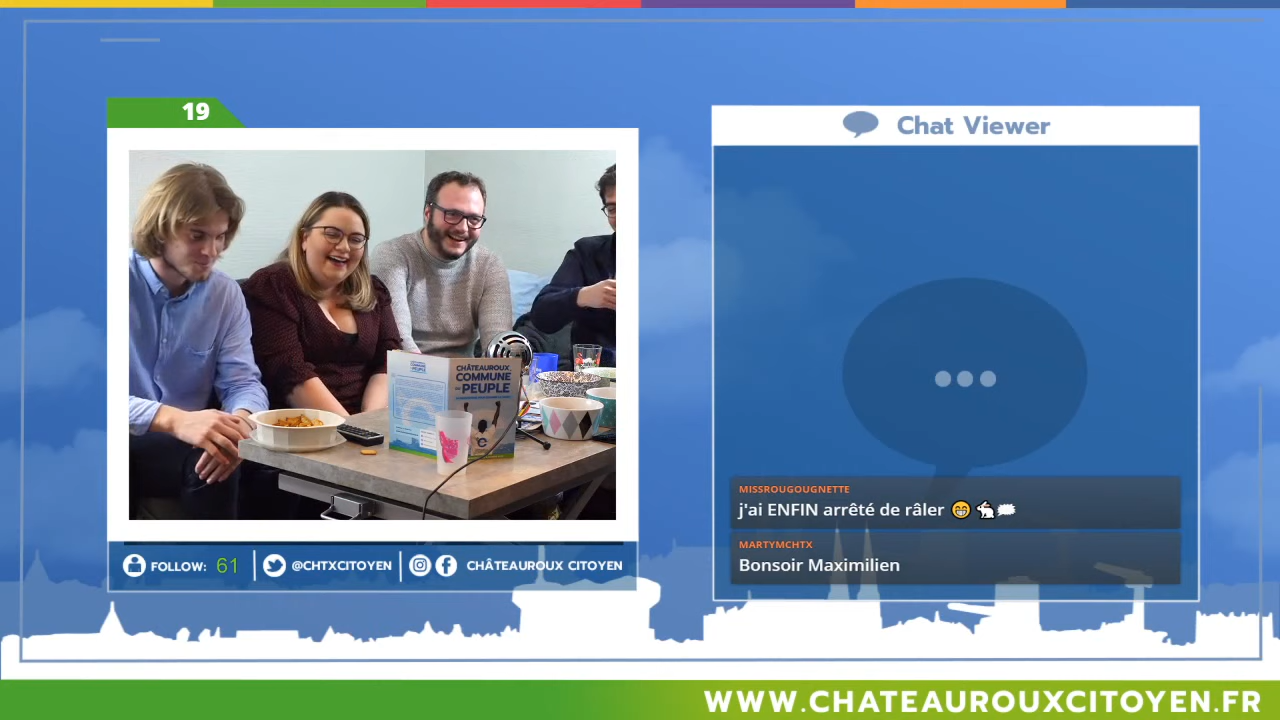 19
Chat Viewer
CHÂTEAUROUX,
COMMUNE
DU PEUPLE
MISSROUGOUGNETTE
j'ai ENFIN arrêté de râler 😁 🐇 🗯
MARTYMCHTX
Bonsoir Maximilien
FOLLOW: 61
@CHTXCITOYEN
CHÂTEAUROUX CITOYEN
WWW.CHATEAUROUXCITOYEN.FR